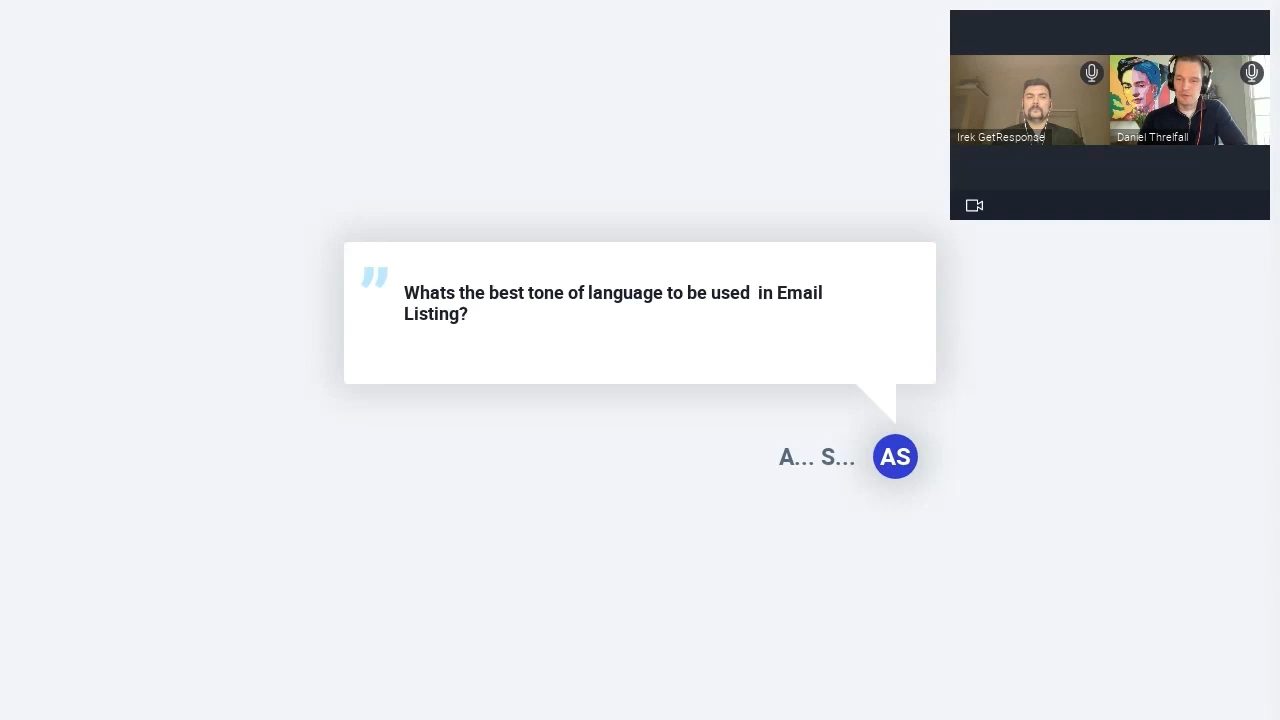 Irek GetResponse
Daniel Threlfall
Whats the best tone of language to be used  in Email
Listing?
A... S...
AS